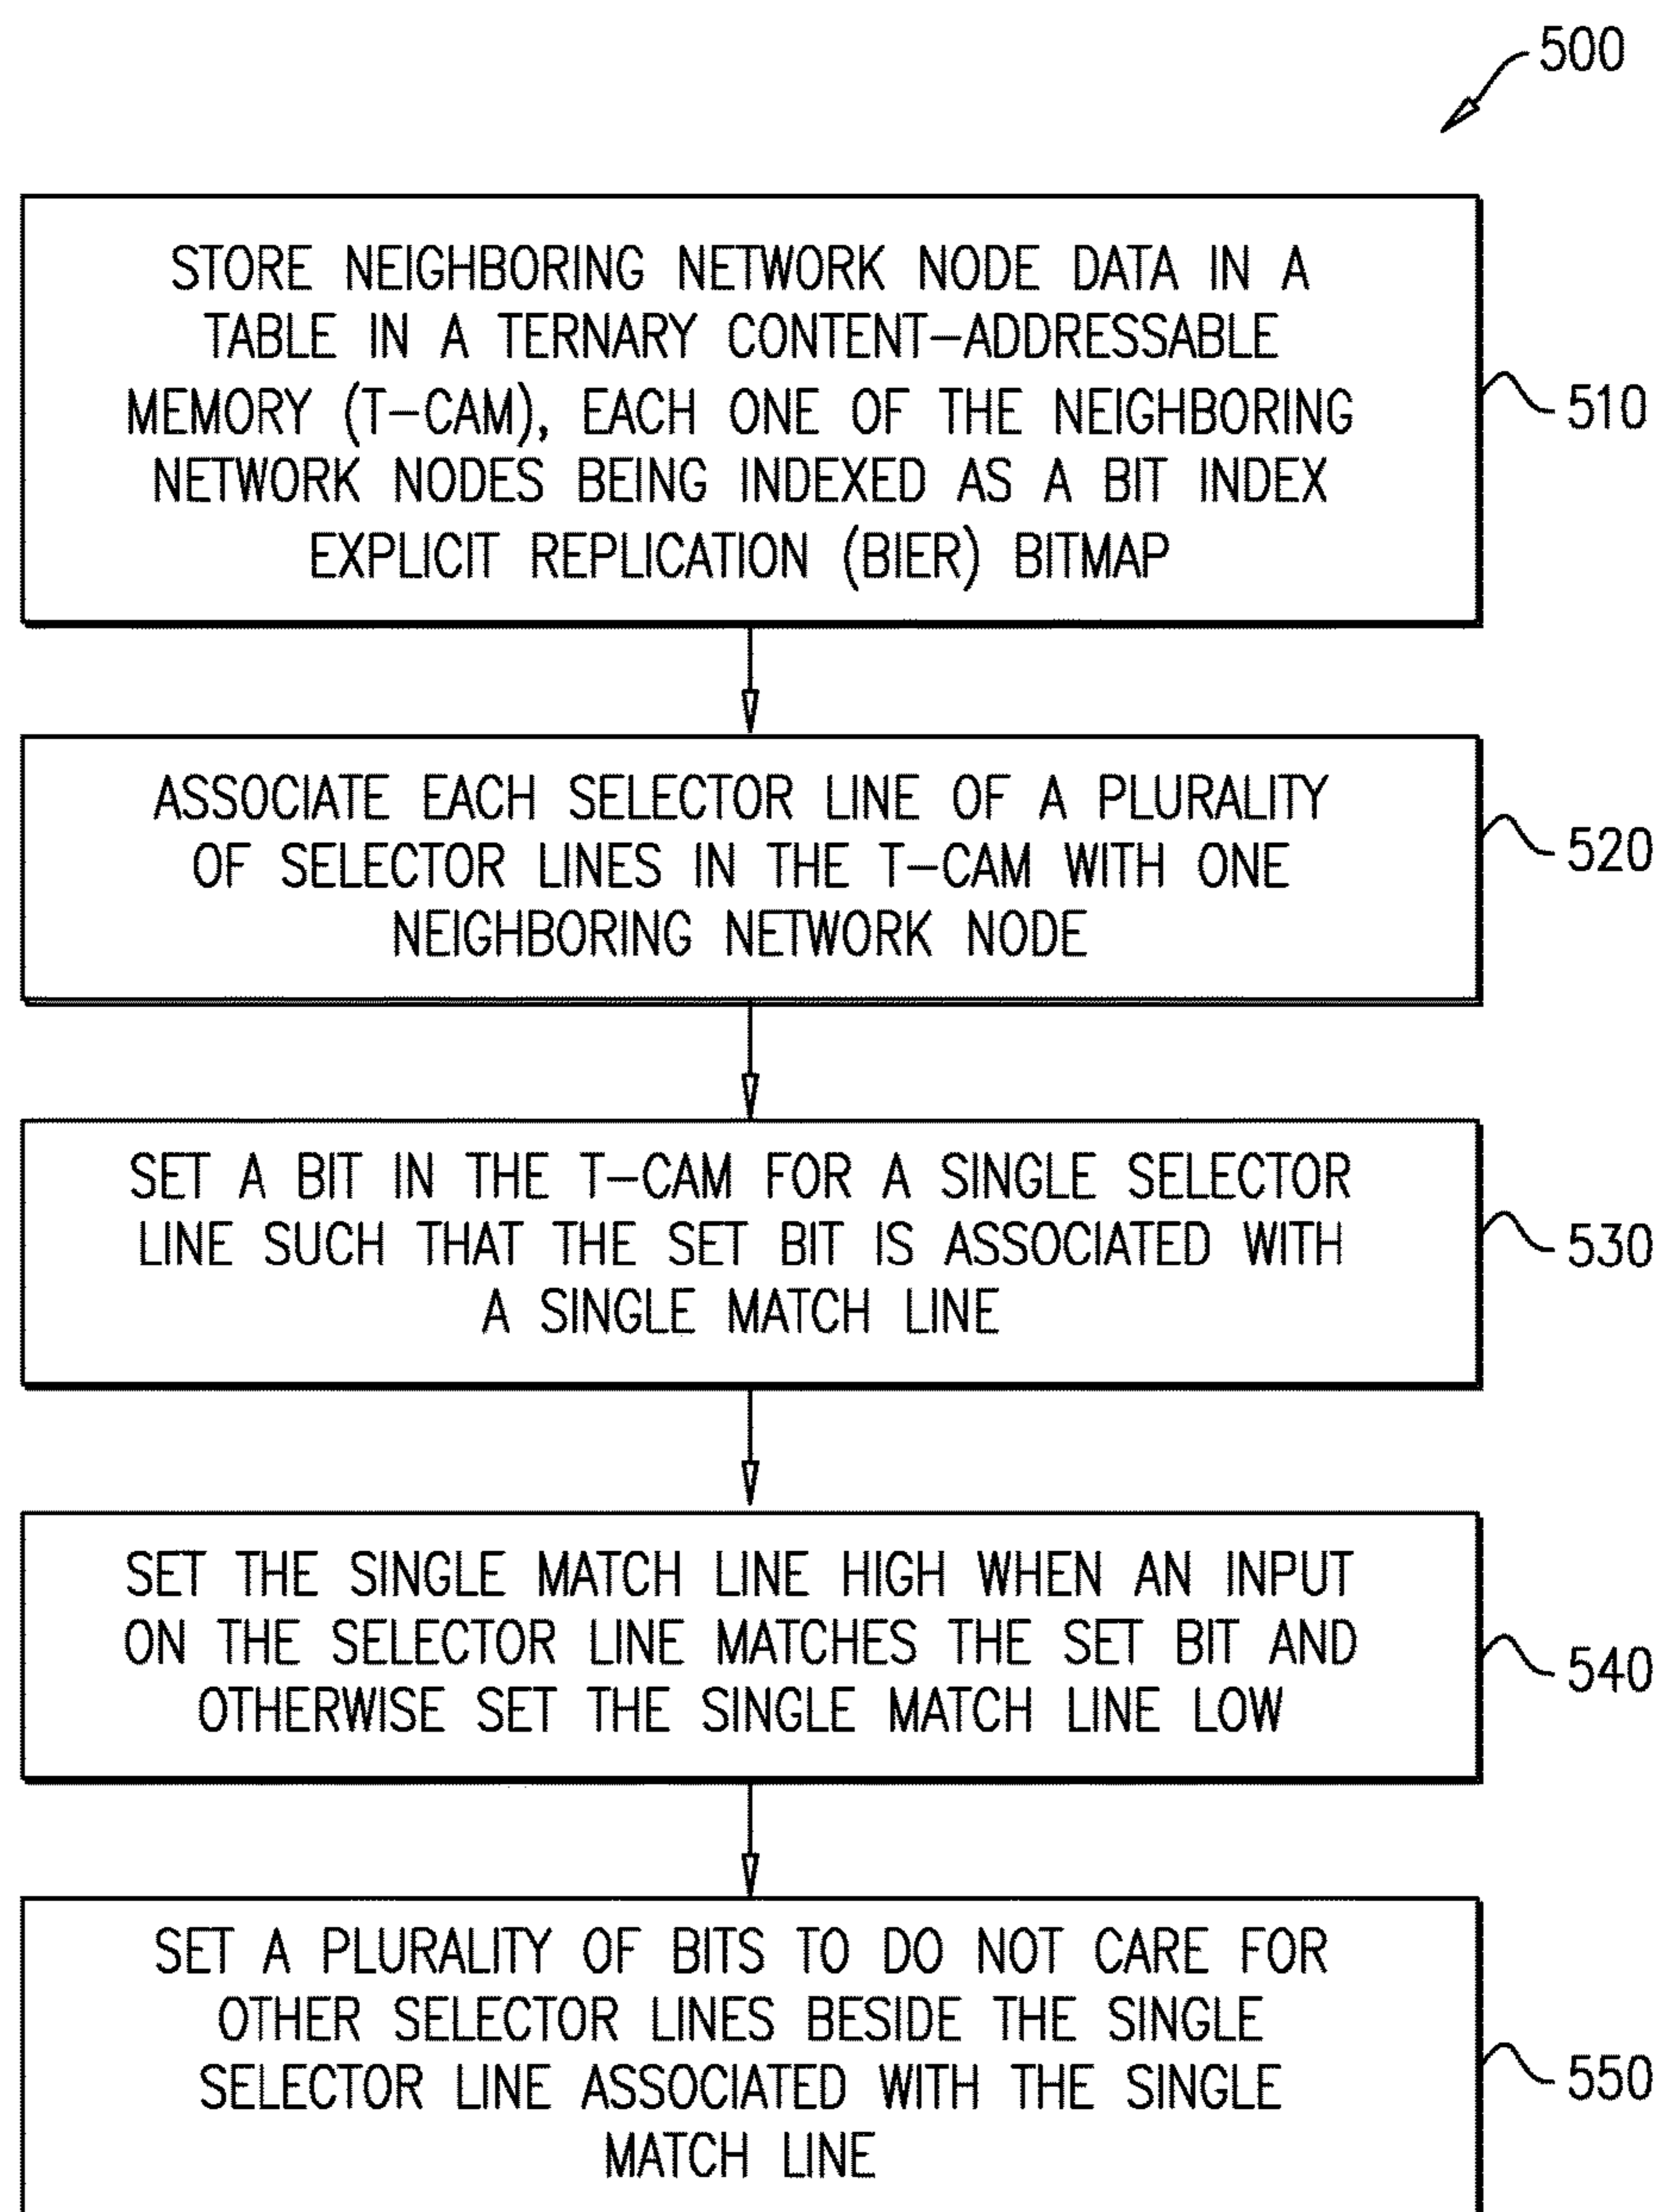 500
STORE NEIGHBORING NETWORK NODE DATA IN A
TABLE IN A TERNARY CONTENT-ADDRESSABLE
MEMORY (T-CAM), EACH ONE OF THE NEIGHBORING
NETWORK NODES BEING INDEXED AS A BIT INDEX
EXPLICIT REPLICATION (BIER) BITMAP
510
ASSOCIATE EACH SELECTOR LINE OF A PLURALITY
OF SELECTOR LINES IN THE T-CAM WITH ONE
NEIGHBORING NETWORK NODE
520
SET A BIT IN THE T-CAM FOR A SINGLE SELECTOR
LINE SUCH THAT THE SET BIT IS ASSOCIATED WITH
A SINGLE MATCH LINE
530
SET THE SINGLE MATCH LINE HIGH WHEN AN INPUT
ON THE SELECTOR LINE MATCHES THE SET BIT AND
OTHERWISE SET THE SINGLE MATCH LINE LOW
540
SET A PLURALITY OF BITS TO DO NOT CARE FOR
OTHER SELECTOR LINES BESIDE THE SINGLE
SELECTOR LINE ASSOCIATED WITH THE SINGLE
MATCH LINE
550